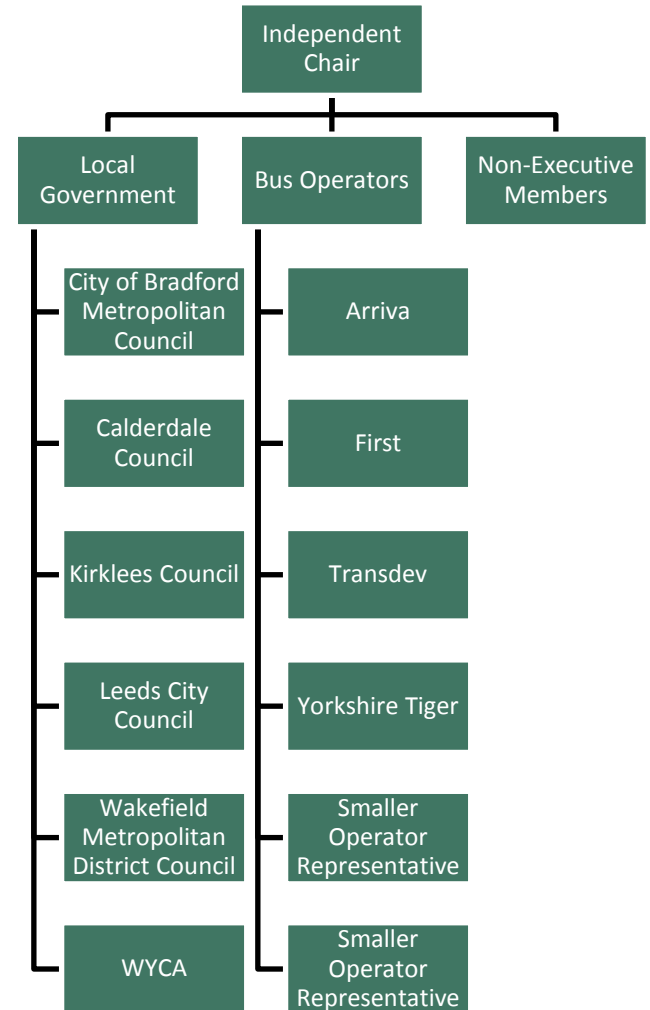 Independent
Chair
Local
Government
Bus Operators
Non-Executive
Members
City of Bradford
Metropolitan
Council
Calderdale
Council
Kirklees Council
Leeds City
Council
Wakefield
Metropolitan
District Council
WYCA
Arriva
First
Transdev
Yorkshire Tiger
Smaller
Operator
Representative
Smaller
Operator
Representative